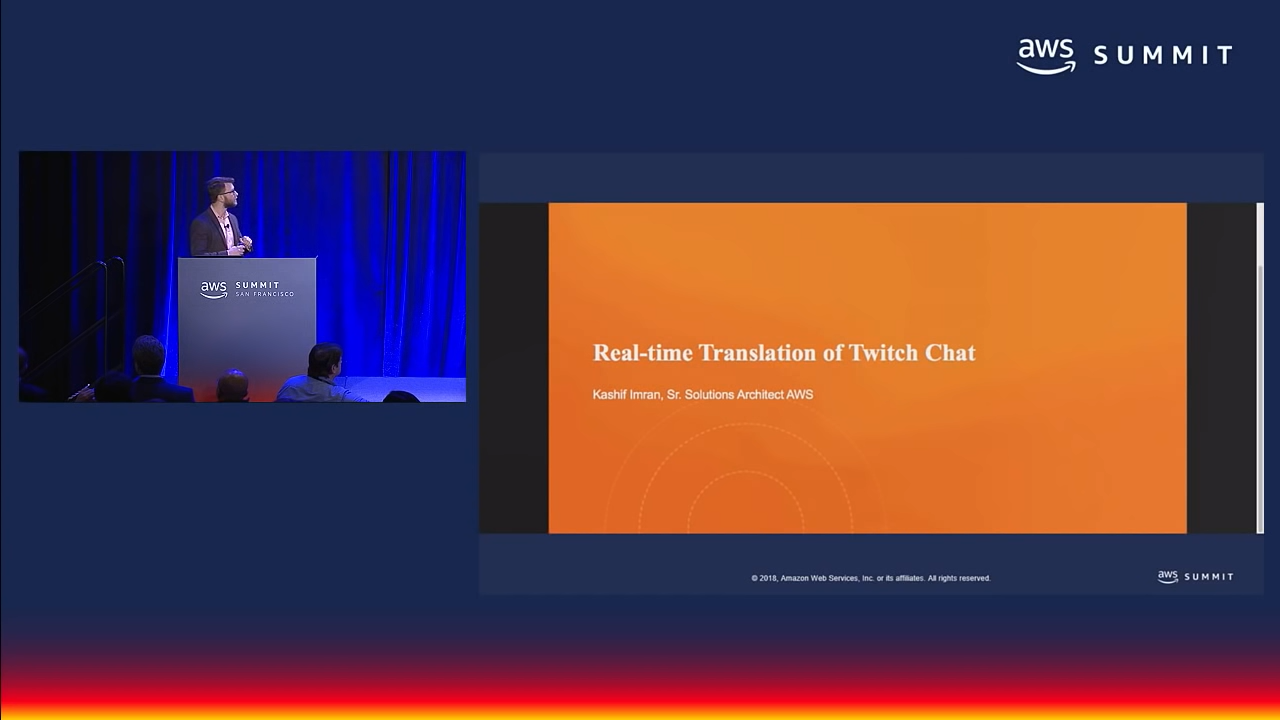 aws SUMMIT
aws SUMMIT
SAN FRANCISCO
Real-time Translation of Twitch Chat
Kashif Imran, Sr. Solutions Architect AWS
© 2018, Amazon Web Services, Inc. or its affiliates. All rights reserved.
aws SUMMIT